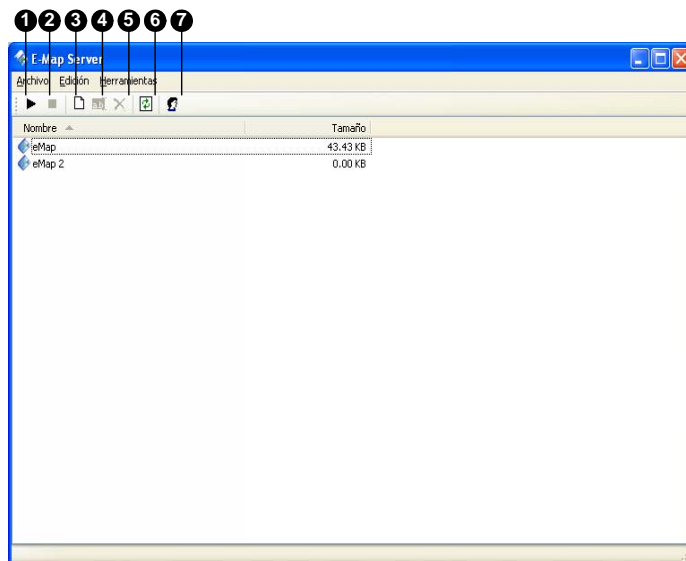 1 2 3 4 5 6 7
E-Map Server
Archivo Edición Herramientas
ab
Nombre Tamaño
eMap 43.43 KB
eMap 2 0.00 KB